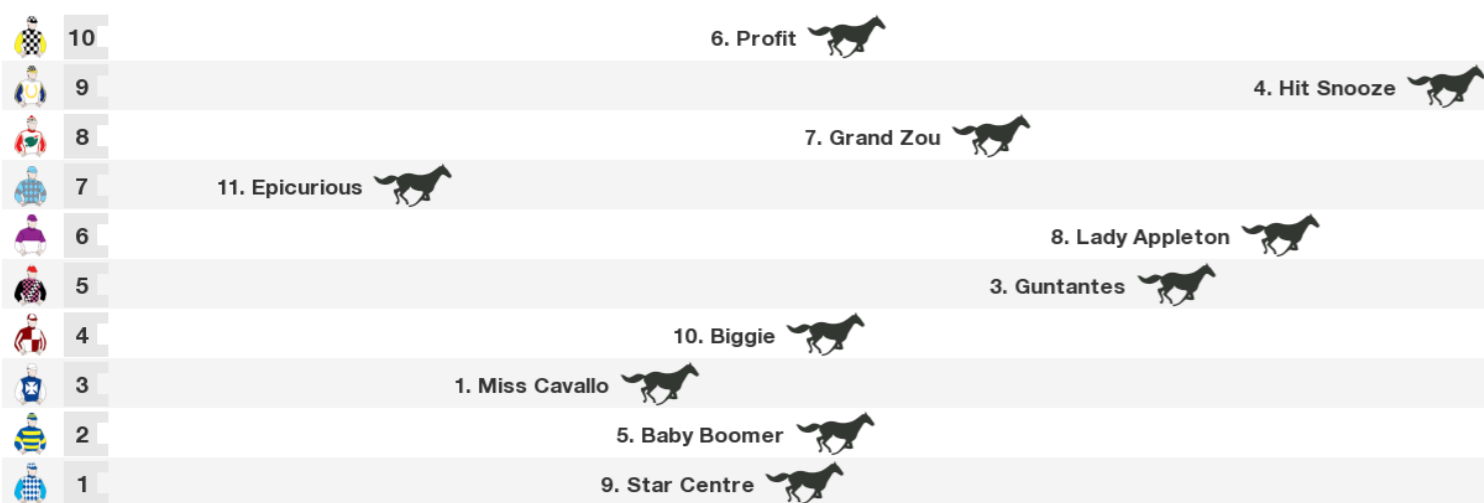 10 6. Profit
9 4. Hit Snooze
8 7. Grand Zou
7 11. Epicurious
6 8. Lady Appleton
5 3. Guntantes
4 10. Biggie
3 1. Miss Cavallo
2 5. Baby Boomer
1 9. Star Centre